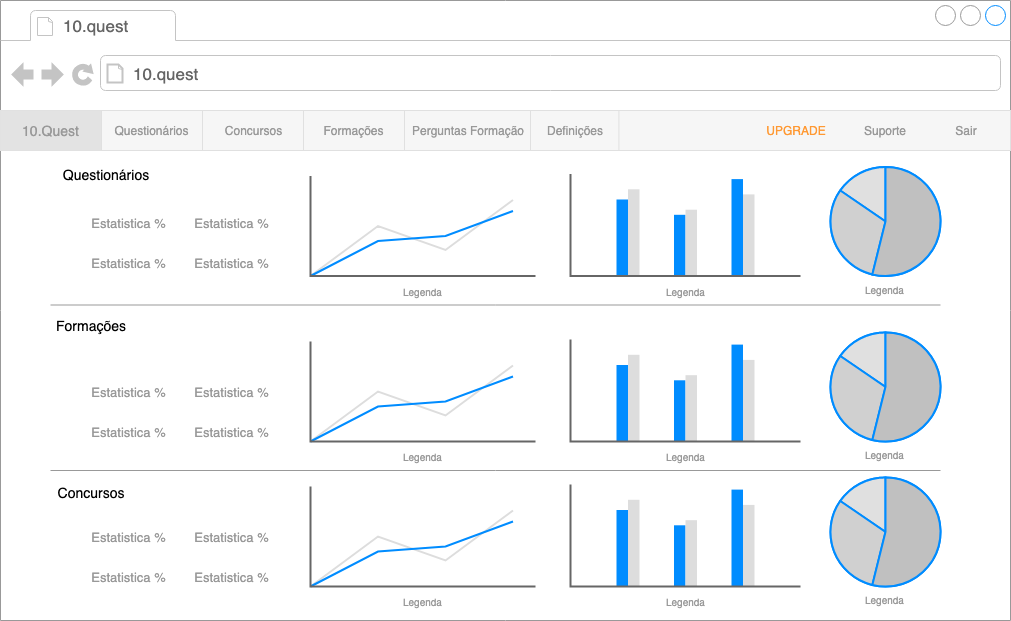 10.quest
10.quest
10.Quest Questionários Concursos Formações Perguntas Formação Definições UPGRADE Suporte Sair
Questionários
Estatistica % Estatistica %
Estatistica % Estatistica %
Legenda Legenda Legenda
Formações
Estatistica % Estatistica %
Estatistica % Estatistica %
Legenda Legenda Legenda
Concursos
Estatistica % Estatistica %
Estatistica % Estatistica %
Legenda Legenda Legenda